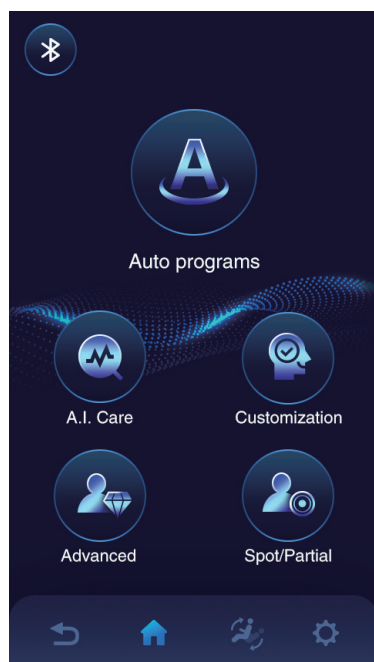 A
Auto programs
A.I. Care
Customization
Advanced
Spot/Partial